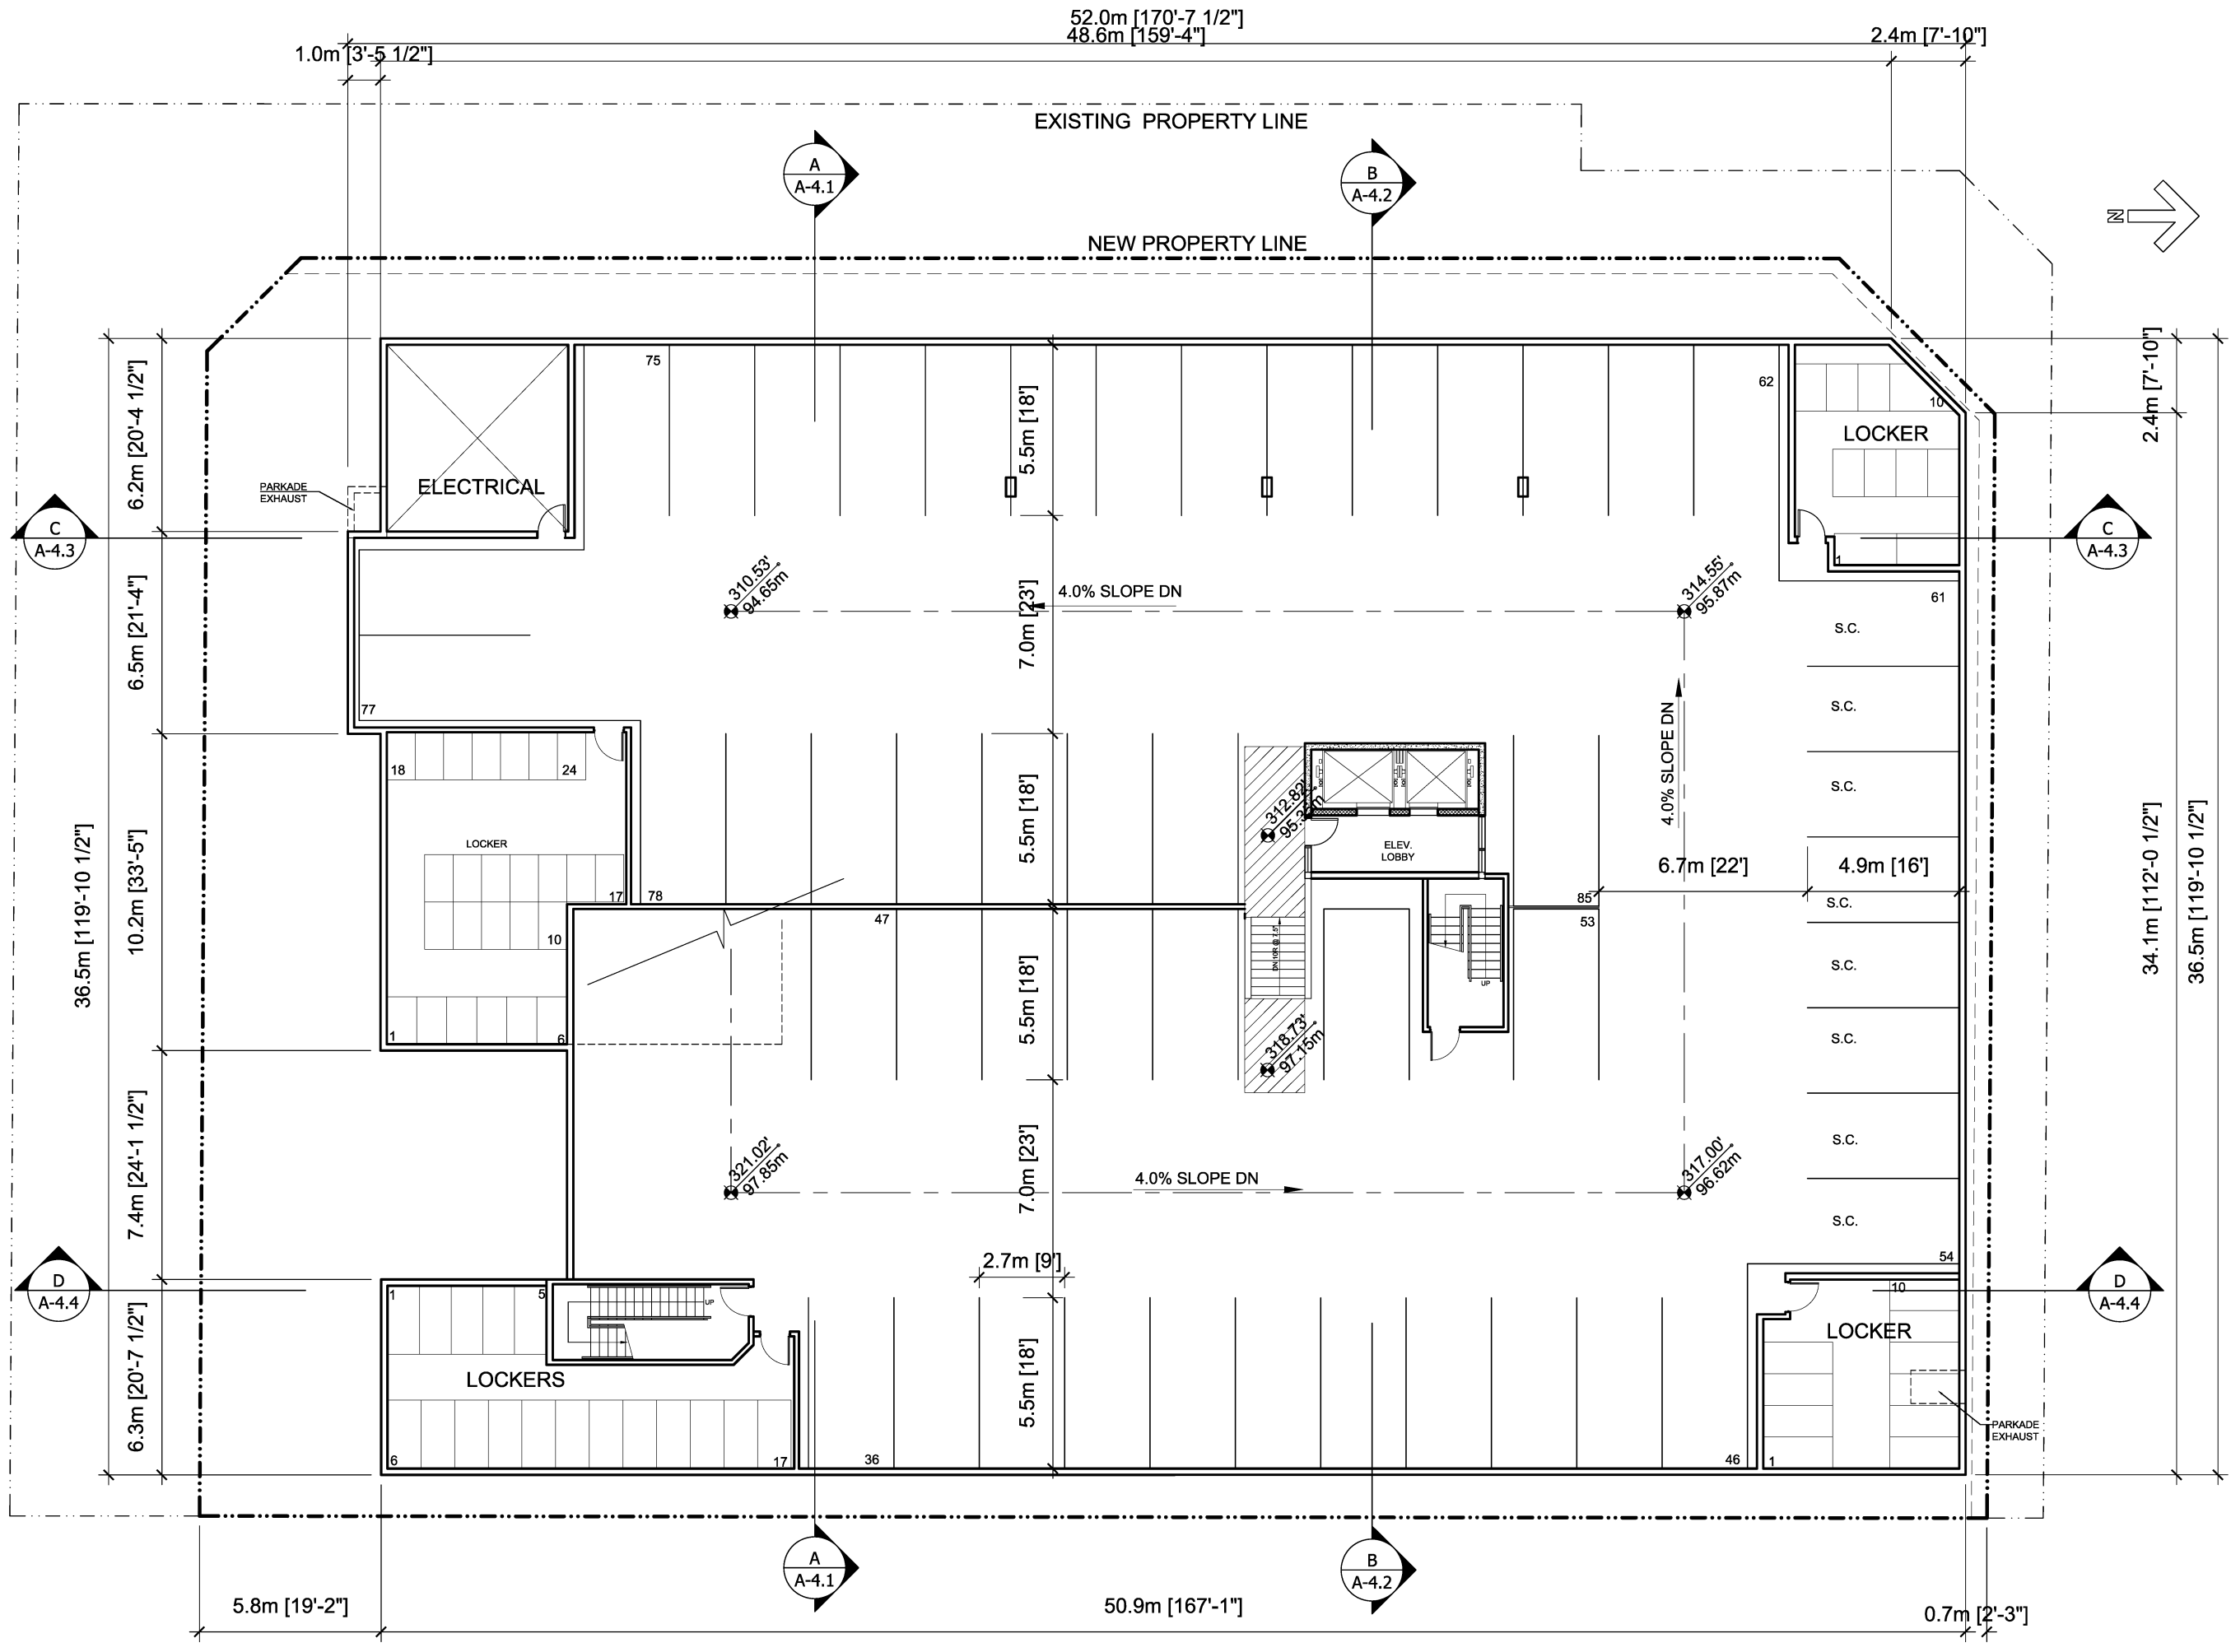 52.0m [170'-7 1/2"]
48.6m [159'-4"]
2.4m [7'-10"]
1.0m [3'-5 1/2"]
EXISTING PROPERTY LINE
A
A-4.1
B
A-4.2
N
NEW PROPERTY LINE
75
62
10
LOCKER
2.4m [7'-10"]
6.2m [20'-4 1/2"]
5.5m [18']
ELECTRICAL
PARKADE
EXHAUST
C
A-4.3
C
A-4.3
1
310.53'
94.65m
4.0% SLOPE DN
314.55'
95.87m
61
S.C.
6.5m [21'-4"]
7.0m [23']
77
S.C.
4.0% SLOPE DN
18
24
S.C.
312.82'
5.5m [18']
LOCKER
ELEV.
LOBBY
6.7m [22']
4.9m [16']
10.2m [33'-5"]
36.5m [119'-10 1/2"]
34.1m [112'-0 1/2"]
36.5m [119'-10 1/2"]
17
78
85
S.C.
47
53
10
DN 10R @ 7.5"
S.C.
5.5m [18']
UP
1
6
S.C.
318.73'
97.15m
7.4m [24'-1 1/2"]
7.0m [23']
S.C.
321.02'
97.85m
4.0% SLOPE DN
317.00'
96.62m
S.C.
2.7m [9']
54
D
A-4.4
D
A-4.4
1
5
UP
10
LOCKER
LOCKERS
6.3m [20'-7 1/2"]
5.5m [18']
PARKADE
EXHAUST
6
17
36
46
1
A
A-4.1
B
A-4.2
5.8m [19'-2"]
50.9m [167'-1"]
0.7m [2'-3"]